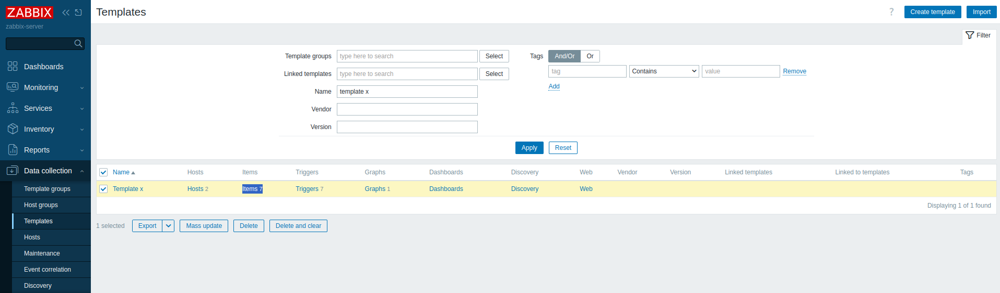 ZABBIX
zabbix-server
Dashboards
Monitoring
Services
Inventory
Reports
Data collection
Template groups
Host groups
Templates
Hosts
Maintenance
Event correlation
Discovery
Templates
? Create template Import
Filter
Template groups type here to search Select
Linked templates type here to search Select
Name template x
Vendor
Version
Tags And/Or Or
tag Contains value Remove
Add
Apply Reset
Name Hosts Items Triggers Graphs Dashboards Discovery Web Vendor Version Linked templates Linked to templates Tags
Template x Hosts 2 Items 7 Triggers 7 Graphs 1 Dashboards Discovery Web
Displaying 1 of 1 found
1 selected Export Mass update Delete Delete and clear